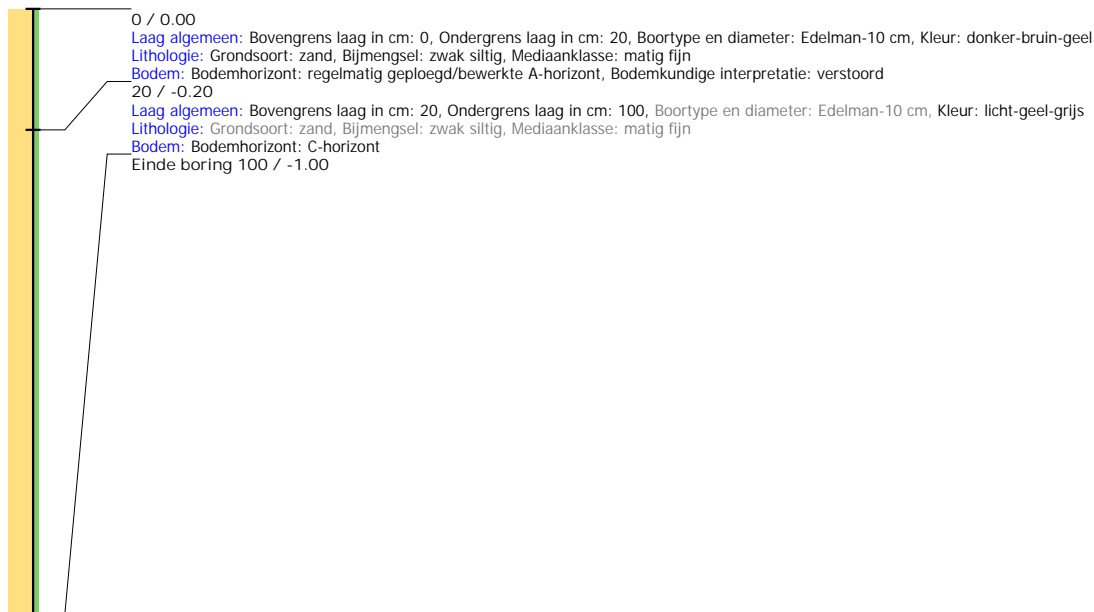 0 / 0.00
Laag algemeen: Bovengrens laag in cm: 0, Ondergrens laag in cm: 20, Boortype en diameter: Edelman-10 cm, Kleur: donker-bruin-geel
Lithologie: Grondsoort: zand, Bijmengsel: zwak siltig, Mediaanklasse: matig fijn
Bodem: Bodemhorizont: regelmatig geploegd/bewerkte A-horizont, Bodemkundige interpretatie: verstoord
20 / -0.20
Laag algemeen: Bovengrens laag in cm: 20, Ondergrens laag in cm: 100, Boortype en diameter: Edelman-10 cm, Kleur: licht-geel-grijs
Lithologie: Grondsoort: zand, Bijmengsel: zwak siltig, Mediaanklasse: matig fijn
Bodem: Bodemhorizont: C-horizont
Einde boring 100 / -1.00